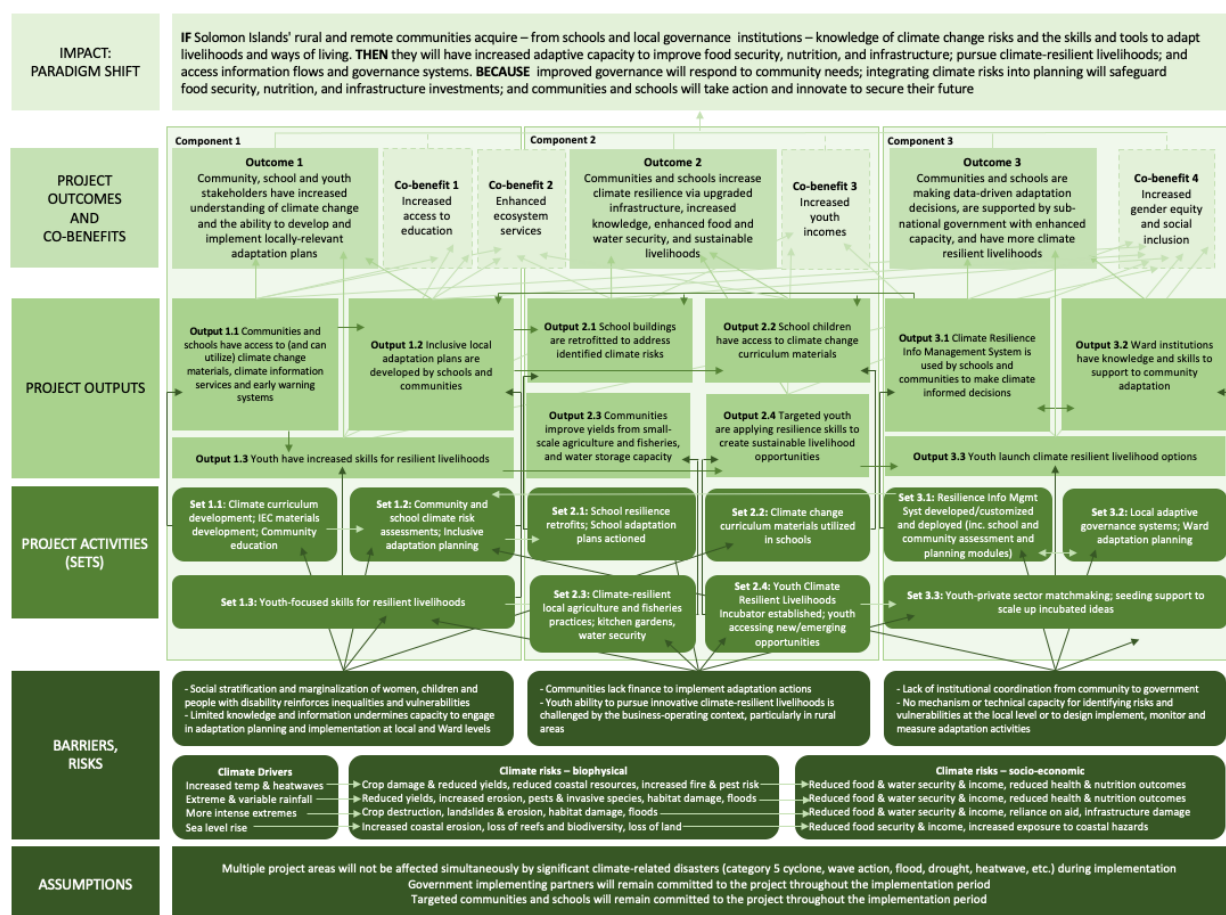 IMPACT:
PARADIGM SHIFT
IF Solomon Islands' rural and remote communities acquire – from schools and local governance institutions – knowledge of climate change risks and the skills and tools to adapt
livelihoods and ways of living. THEN they will have increased adaptive capacity to improve food security, nutrition, and infrastructure; pursue climate-resilient livelihoods; and
access information flows and governance systems. BECAUSE improved governance will respond to community needs; integrating climate risks into planning will safeguard
food security, nutrition, and infrastructure investments; and communities and schools will take action and innovate to secure their future
PROJECT
OUTCOMES
AND
CO-BENEFITS
Component 1
Outcome 1
Community, school and youth
stakeholders have increased
understanding of climate change
and the ability to develop and
implement locally-relevant
adaptation plans
Co-benefit 1
Increased
access to
education
Co-benefit 2
Enhanced
ecosystem
services
Component 2
Outcome 2
Communities and schools increase
climate resilience via upgraded
infrastructure, increased
knowledge, enhanced food and
water security, and sustainable
livelihoods
Co-benefit 3
Increased
youth
incomes
Component 3
Outcome 3
Communities and schools are
making data-driven adaptation
decisions, are supported by sub-
national government with enhanced
capacity, and have more climate
resilient livelihoods
Co-benefit 4
Increased
gender equity
and social
inclusion
PROJECT OUTPUTS
Output 1.1 Communities and
schools have access to (and can
utilize) climate change
materials, climate information
services and early warning
systems
Output 1.2 Inclusive local
adaptation plans are
developed by schools and
communities
Output 1.3 Youth have increased skills for resilient livelihoods
Output 2.1 School buildings
are retrofitted to address
identified climate risks
Output 2.2 School children
have access to climate change
curriculum materials
Output 2.3 Communities
improve yields from small-
scale agriculture and fisheries,
and water storage capacity
Output 2.4 Targeted youth
are applying resilience skills to
create sustainable livelihood
opportunities
Output 3.1 Climate Resilience
Info Management System is
used by schools and
communities to make climate
informed decisions
Output 3.2 Ward institutions
have knowledge and skills to
support to community
adaptation
Output 3.3 Youth launch climate resilient livelihood options
PROJECT ACTIVITIES
(SETS)
Set 1.1: Climate curriculum
development; IEC materials
development; Community
education
Set 1.2: Community and
school climate risk
assessments; Inclusive
adaptation planning
Set 1.3: Youth-focused skills for resilient livelihoods
Set 2.1: School resilience
retrofits; School adaptation
plans actioned
Set 2.2: Climate change
curriculum materials utilized
in schools
Set 2.3: Climate-resilient
local agriculture and fisheries
practices; kitchen gardens,
water security
Set 2.4: Youth Climate
Resilient Livelihoods
Incubator established; youth
accessing new/emerging
opportunities
Set 3.1: Resilience Info Mgmt
Syst developed/customized
and deployed (inc. school and
community assessment and
planning modules)
Set 3.2: Local adaptive
governance systems; Ward
adaptation planning
Set 3.3: Youth-private sector matchmaking; seeding support to
scale up incubated ideas
BARRIERS,
RISKS
- Social stratification and marginalization of women, children and
people with disability reinforces inequalities and vulnerabilities
- Limited knowledge and information undermines capacity to engage
in adaptation planning and implementation at local and Ward levels
- Communities lack finance to implement adaptation actions
- Youth ability to pursue innovative climate-resilient livelihoods is
challenged by the business-operating context, particularly in rural
areas
- Lack of institutional coordination from community to government
- No mechanism or technical capacity for identifying risks and
vulnerabilities at the local level or to design implement, monitor and
measure adaptation activities
Climate Drivers
Increased temp & heatwaves
Extreme & variable rainfall
More intense extremes
Sea level rise
Climate risks – biophysical
Crop damage & reduced yields, reduced coastal resources, increased fire & pest risk
Reduced yields, increased erosion, pests & invasive species, habitat damage, floods
Crop destruction, landslides & erosion, habitat damage, floods
Increased coastal erosion, loss of reefs and biodiversity, loss of land
Climate risks – socio-economic
Reduced food & water security & income, reduced health & nutrition outcomes
Reduced food & water security & income, reduced health & nutrition outcomes
Reduced food & water security & income, reliance on aid, infrastructure damage
Reduced food security & income, increased exposure to coastal hazards
ASSUMPTIONS
Multiple project areas will not be affected simultaneously by significant climate-related disasters (category 5 cyclone, wave action, flood, drought, heatwave, etc.) during implementation
Government implementing partners will remain committed to the project throughout the implementation period
Targeted communities and schools will remain committed to the project throughout the implementation period